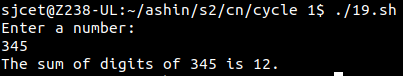 sjcet@Z238-UL:~/ashin/s2/cn/cycle 1$ ./19.sh
Enter a number:
345
The sum of digits of 345 is 12.